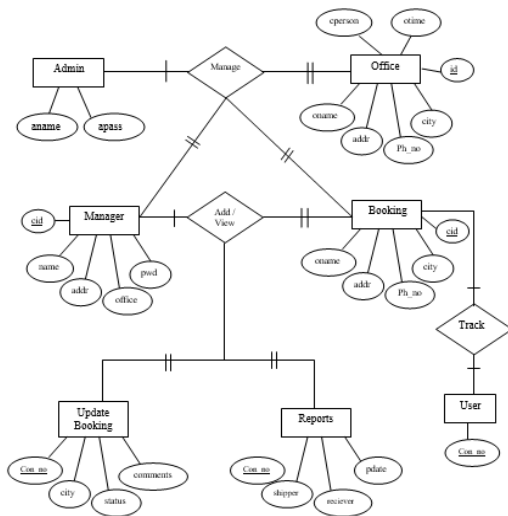 cperson
otime
Admin
Manage
Office
id
aname
apass
oname
addr
Ph_no
city
cid
Manager
Add /
View
Booking
cid
name
addr
office
pwd
oname
addr
Ph_no
city
Track
Update
Booking
Reports
User
Con_no
city
status
comments
Con_no
shipper
reciever
pdate
Con_no